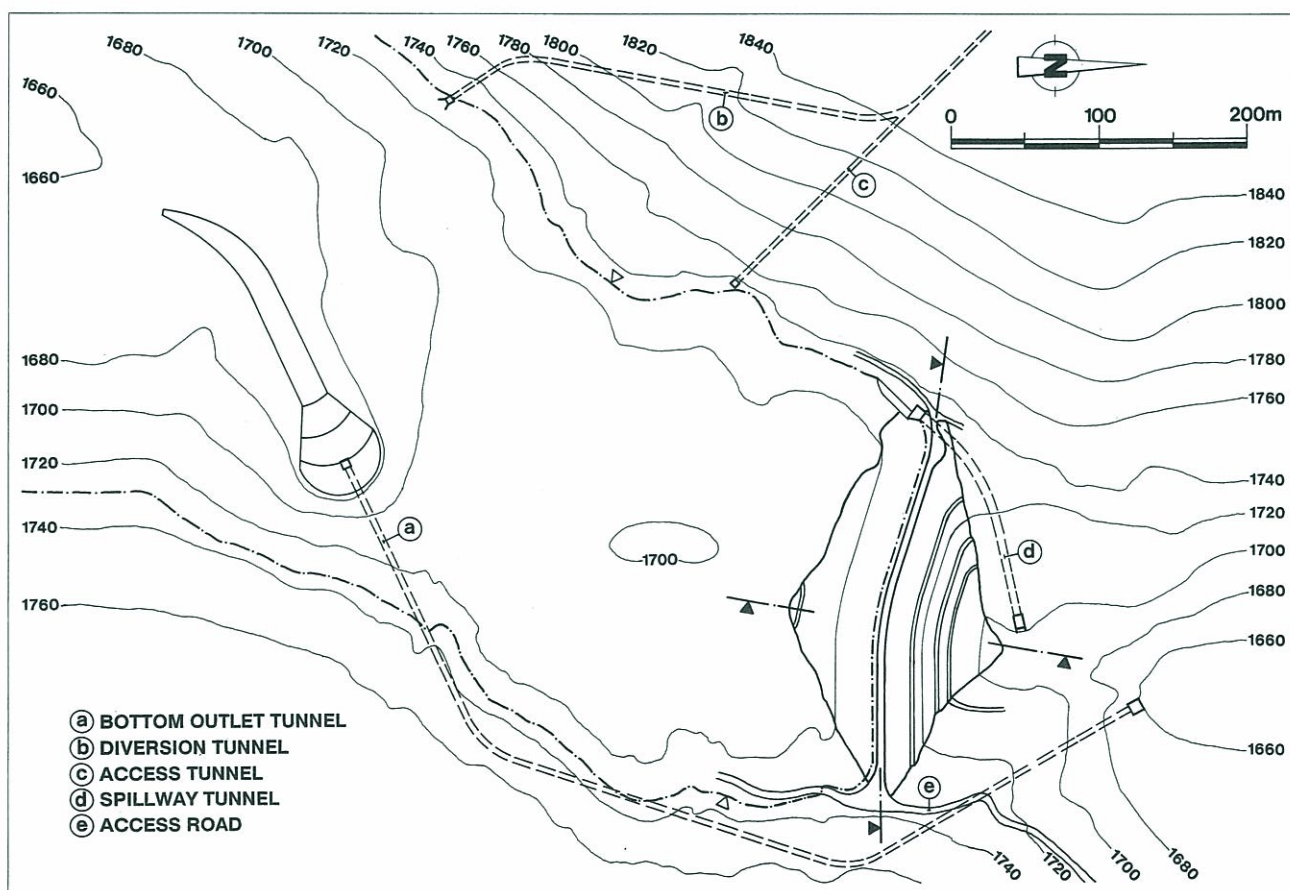 1680
1700
1720
1740
1760
1780
1800
1820
1840
N
0 100 200m
1660
1660
b
c
1840
1820
1800
1780
1760
1740
1720
1700
1680
1660
1660
1680
1700
1720
1740
1760
a
1700
d
e
a BOTTOM OUTLET TUNNEL
b DIVERSION TUNNEL
c ACCESS TUNNEL
d SPILLWAY TUNNEL
e ACCESS ROAD
1740
1720
1700
1680